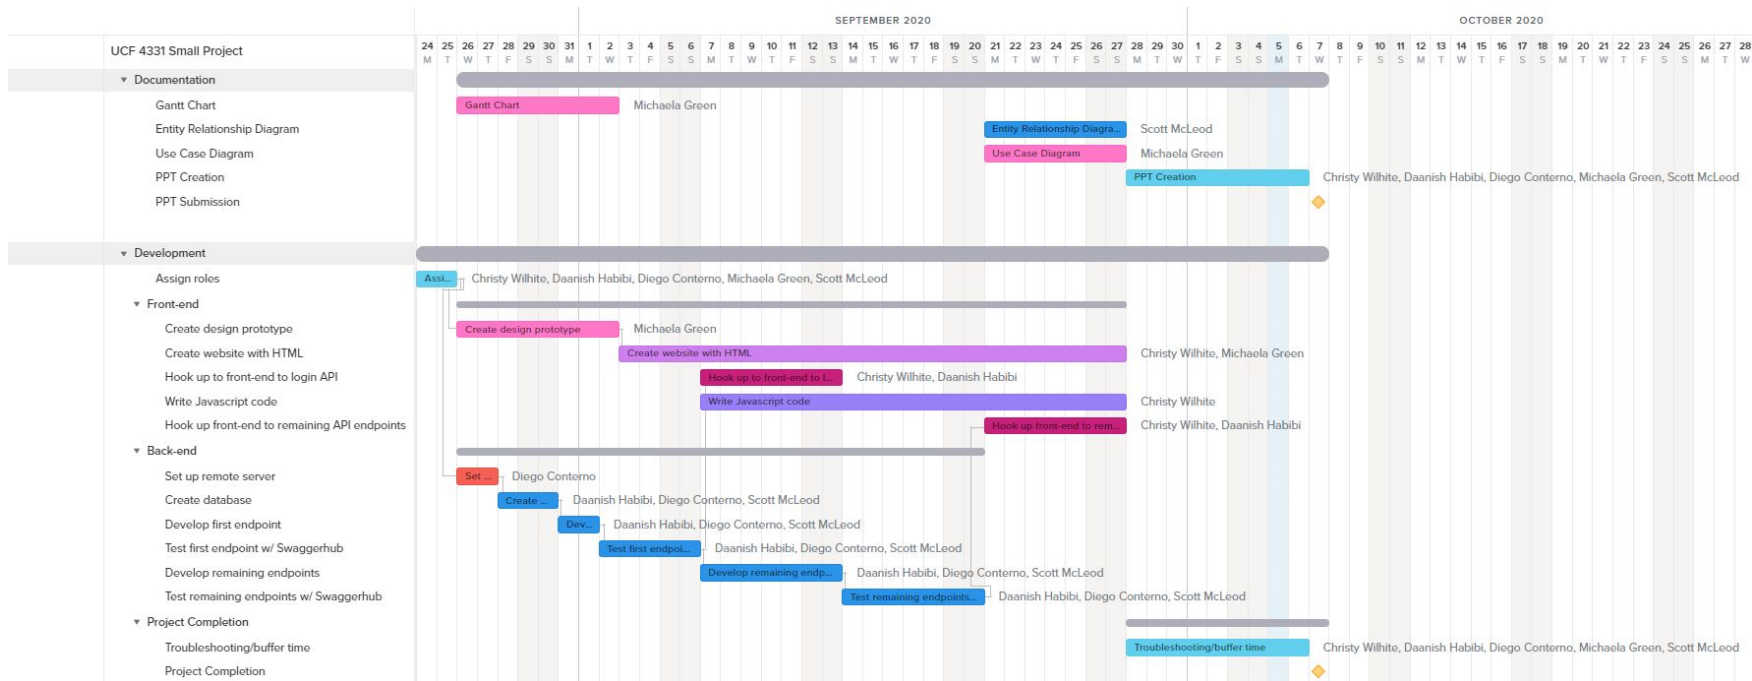 SEPTEMBER 2020 OCTOBER 2020
UCF 4331 Small Project 24 25 26 27 28 29 30 31 1 2 3 4 5 6 7 8 9 10 11 12 13 14 15 16 17 18 19 20 21 22 23 24 25 26 27 28 29 30 1 2 3 4 5 6 7 8 9 10 11 12 13 14 15 16 17 18 19 20 21 22 23 24 25 26 27 28
M T W T F S S M T W T F S S M T W T F S S M T W T F S S M T W T F S S M T W T F S S M T W T F S S M T W T F S S M T W T F S S M T W
Documentation
Gantt Chart Gantt Chart Michaela Green
Entity Relationship Diagram Entity Relationship Diagra... Scott McLeod
Use Case Diagram Use Case Diagram Michaela Green
PPT Creation PPT Creation Christy Wilhite, Daanish Habibi, Diego Conterno, Michaela Green, Scott McLeod
PPT Submission
Development
Assign roles Assi... Christy Wilhite, Daanish Habibi, Diego Conterno, Michaela Green, Scott McLeod
Front-end
Create design prototype Create design prototype Michaela Green
Create website with HTML Create website with HTML Christy Wilhite, Michaela Green
Hook up to front-end to login API Hook up to front-end to l... Christy Wilhite, Daanish Habibi
Write Javascript code Write Javascript code Christy Wilhite
Hook up front-end to remaining API endpoints Hook up front-end to rem... Christy Wilhite, Daanish Habibi
Back-end
Set up remote server Set ... Diego Conterno
Create database Create ... Daanish Habibi, Diego Conterno, Scott McLeod
Develop first endpoint Dev... Daanish Habibi, Diego Conterno, Scott McLeod
Test first endpoint w/ Swaggerhub Test first endpoi... Daanish Habibi, Diego Conterno, Scott McLeod
Develop remaining endpoints Develop remaining endp... Daanish Habibi, Diego Conterno, Scott McLeod
Test remaining endpoints w/ Swaggerhub Test remaining endpoints... Daanish Habibi, Diego Conterno, Scott McLeod
Project Completion
Troubleshooting/buffer time Troubleshooting/buffer time Christy Wilhite, Daanish Habibi, Diego Conterno, Michaela Green, Scott McLeod
Project Completion